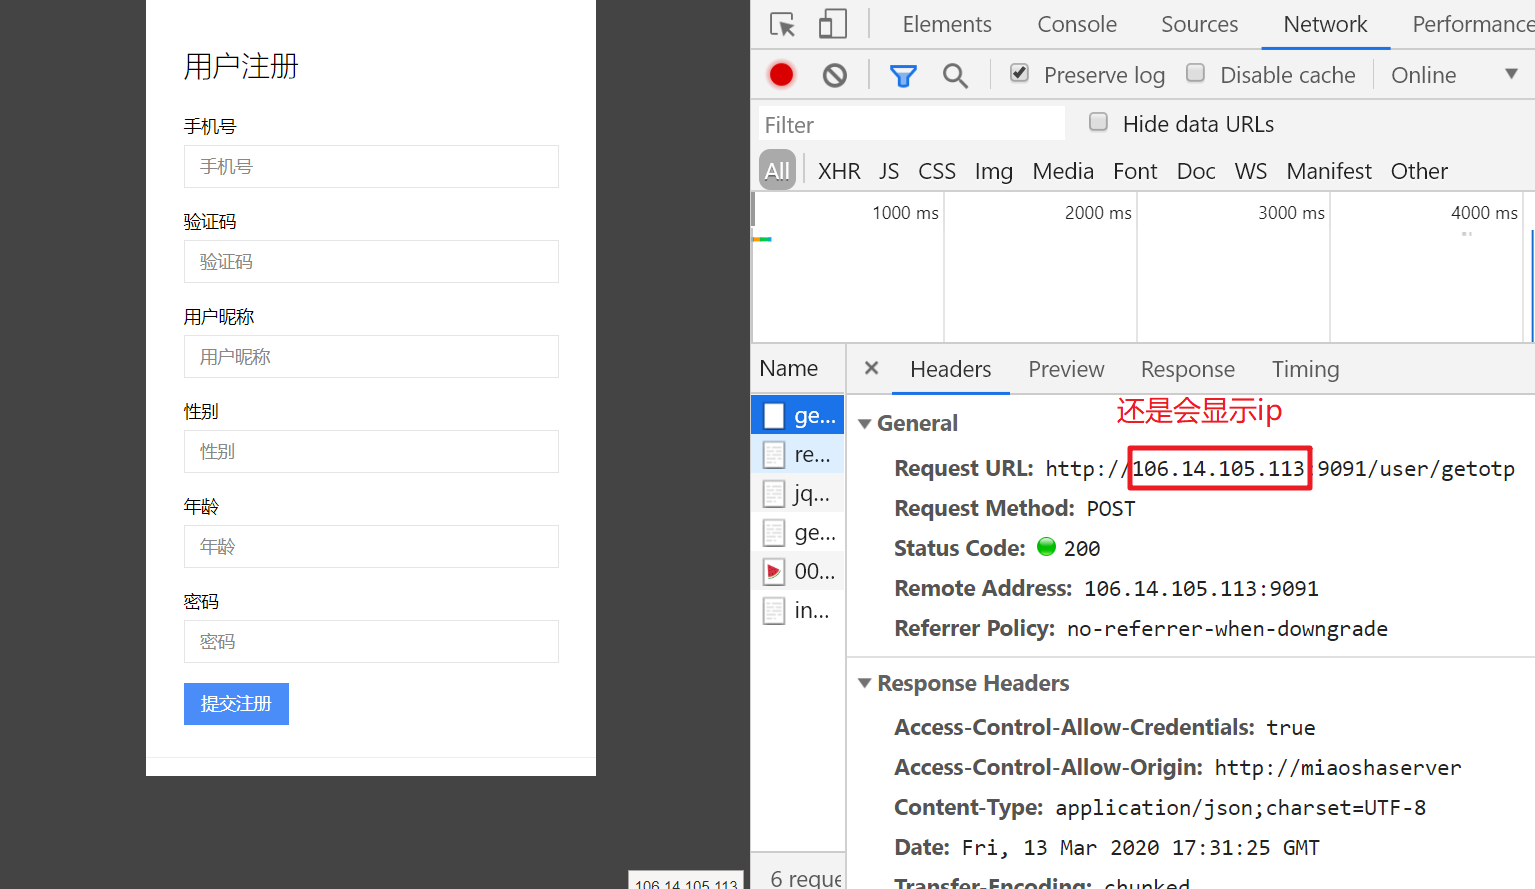 用户注册
手机号
手机号
验证码
验证码
用户昵称
用户昵称
性别
性别
年龄
年龄
密码
密码
提交注册
106.14.105.113
Elements Console Sources Network Performance
Preserve log Disable cache Online
Filter Hide data URLs
All XHR JS CSS Img Media Font Doc WS Manifest Other
1000 ms 2000 ms 3000 ms 4000 ms
Name
ge...
re...
jq...
ge...
00...
in...
6 reque
Headers Preview Response Timing
还是会显示ip
General
Request URL: http://106.14.105.113:9091/user/getotp
Request Method: POST
Status Code: 200
Remote Address: 106.14.105.113:9091
Referrer Policy: no-referrer-when-downgrade
Response Headers
Access-Control-Allow-Credentials: true
Access-Control-Allow-Origin: http://miaoshaserver
Content-Type: application/json;charset=UTF-8
Date: Fri, 13 Mar 2020 17:31:25 GMT
Transfer-Encoding: chunked